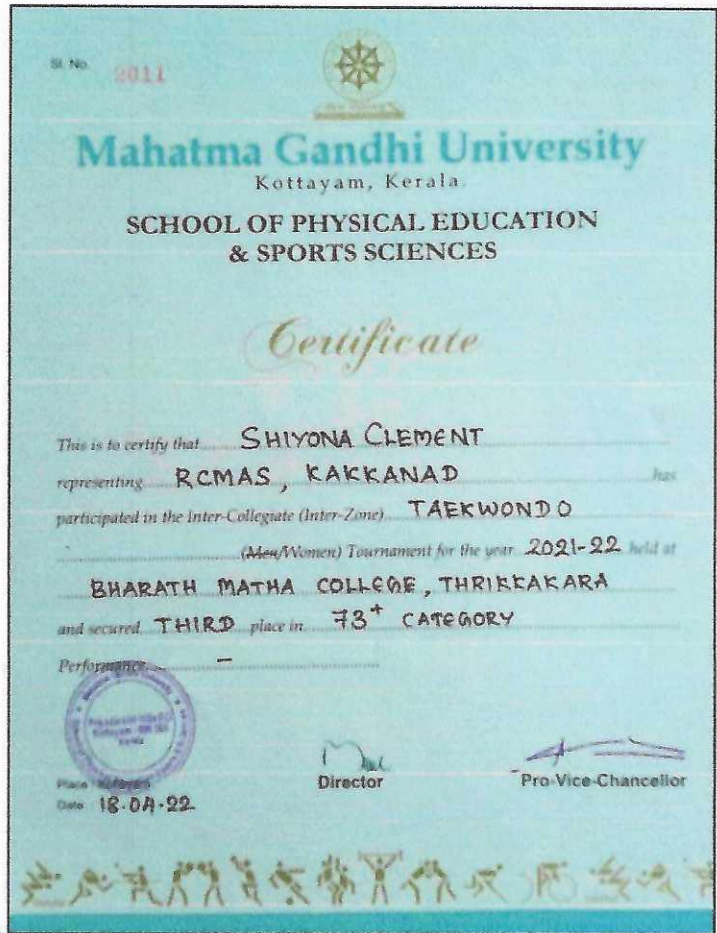 Sl. No. 2011
Mahatma Gandhi University
Kottayam, Kerala
SCHOOL OF PHYSICAL EDUCATION
& SPORTS SCIENCES
Certificate
This is to certify that SHIYONA CLEMENT
representing RCMAS, KAKKANAD has
participated in the Inter-Collegiate (Inter-Zone) TAEKWONDO
(Men/Women) Tournament for the year 2021-22 held at
BHARATH MATHA COLLEGE, THRIKKAKARA
and secured THIRD place in 73+ CATEGORY
Performance -
Director
Pro-Vice-Chancellor
Place Kottayam
Date 18.04.22